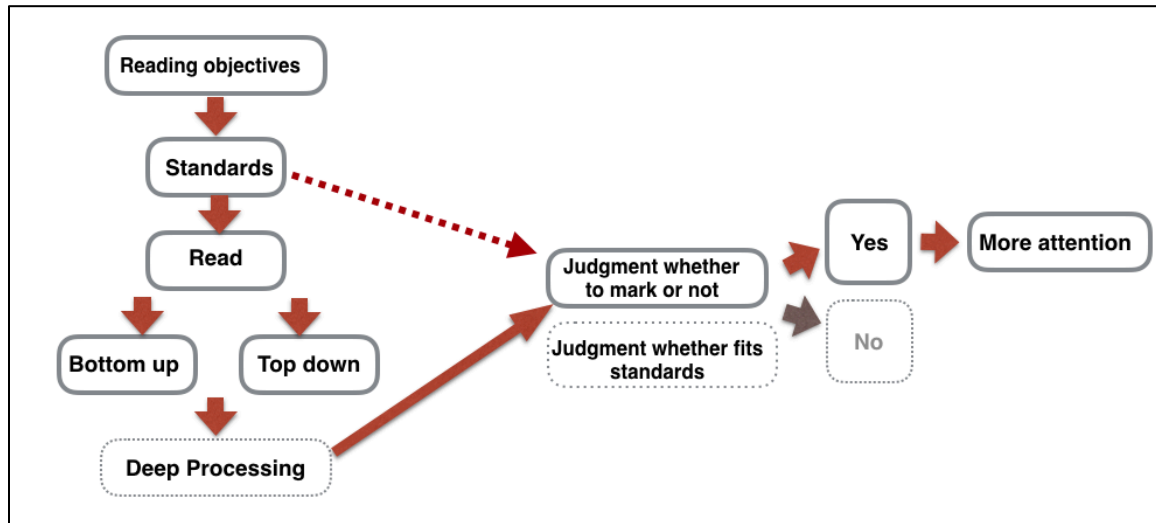 Reading objectives
Standards
Read
Bottom up
Top down
Deep Processing
Judgment whether
to mark or not
Judgment whether fits
standards
Yes
No
More attention